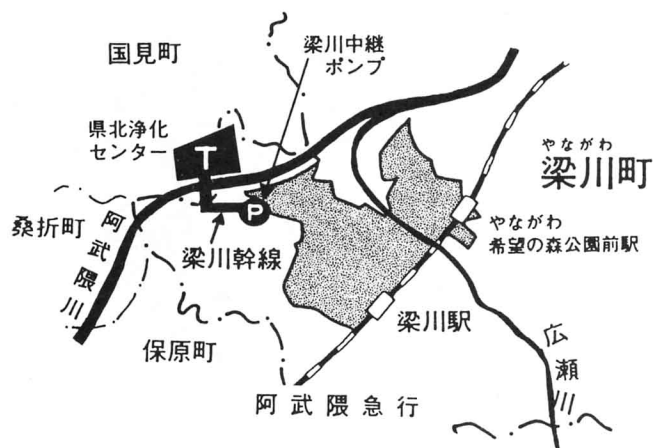 国見町
梁川中継
ポンプ
県北浄化
センター
T
やながわ
梁川町
P
桑折町
阿武隈川
梁川幹線
やながわ
希望の森公園前駅
梁川駅
保原町
広瀬川
阿武隈急行